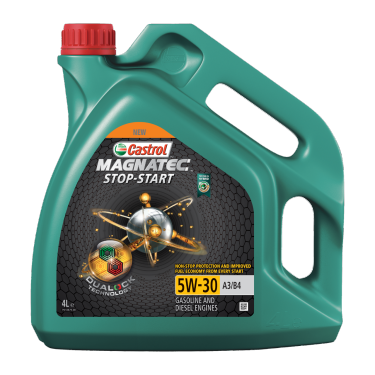 NEW
Castrol
MAGNATEC
STOP-START
DUALOCK
TECHNOLOGY
NON-STOP PROTECTION AND IMPROVED
FUEL ECONOMY FROM EVERY START
5W-30 A3/B4
GASOLINE AND
DIESEL ENGINES
4L